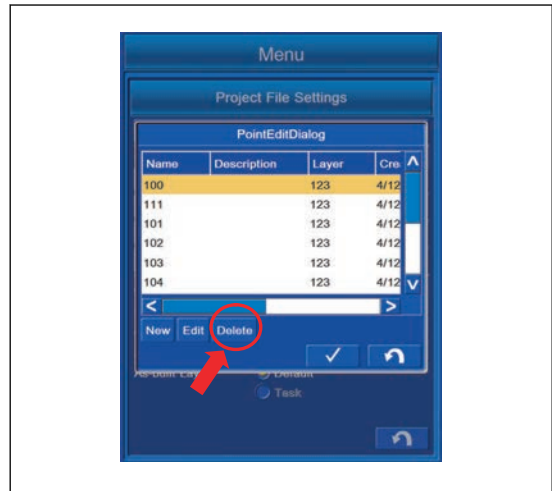 Menu
Project File Settings
PointEditDialog
Name Description Layer Cre
100 123 4/12
111 123 4/12
101 123 4/12
102 123 4/12
103 123 4/12
104 123 4/12
New Edit Delete
Default
Task